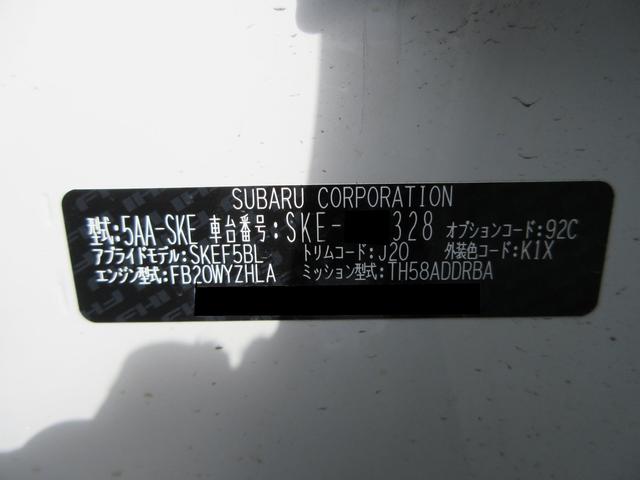 SUBARU CORPORATION
型式:5AA-SKE 車台番号:SKE- 328 オプションコード:92C
アプライドモデル:SKEF5BL- トリムコード:J20 外装色コード:K1X
エンジン型式:FB20WYZHLA ミッション型式:TH58ADDRBA